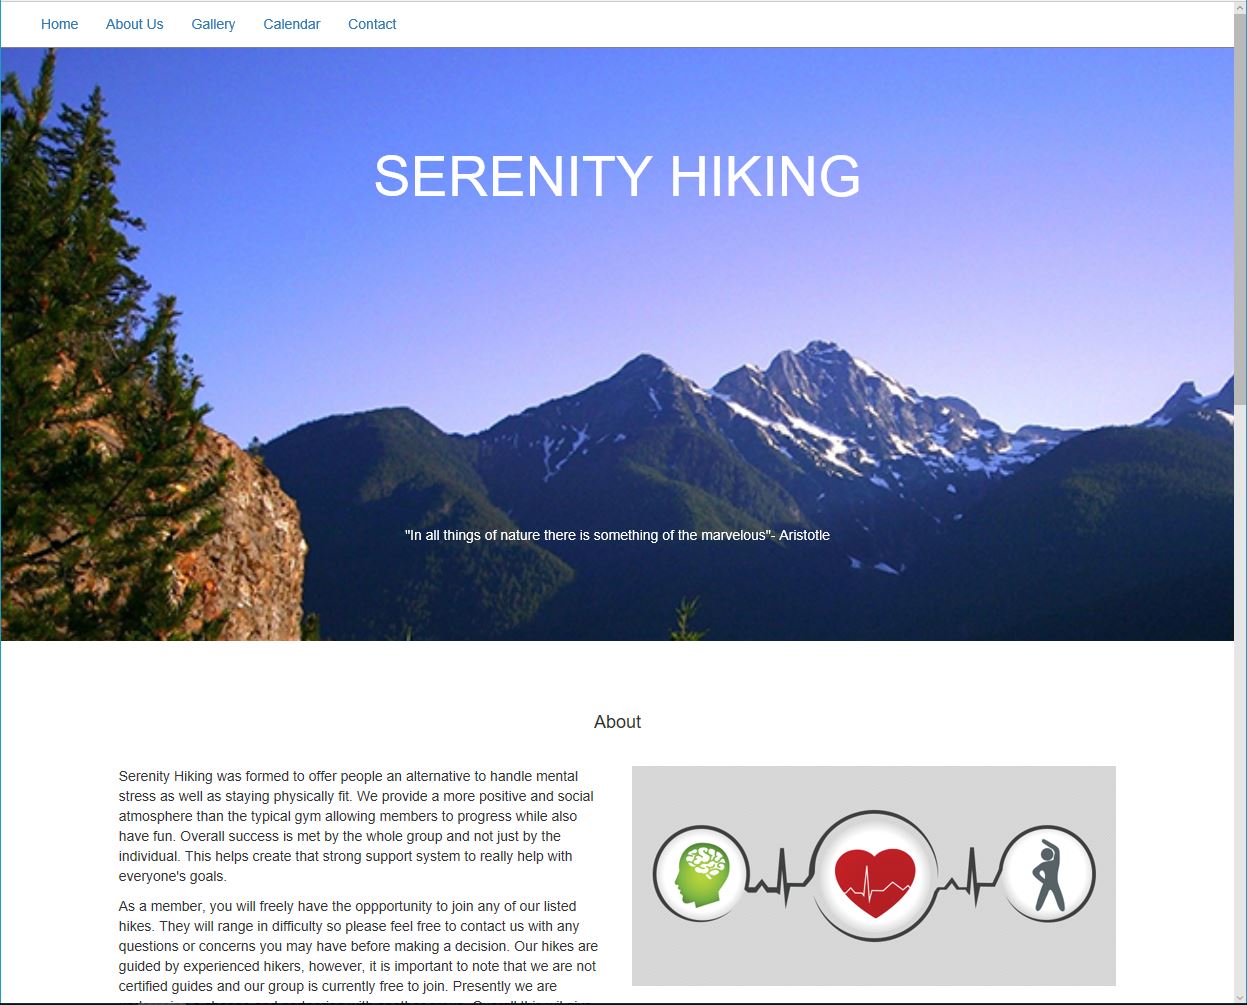 Home About Us Gallery Calendar Contact
SERENITY HIKING
"In all things of nature there is something of the marvelous"- Aristotle
About
Serenity Hiking was formed to offer people an alternative to handle mental
stress as well as staying physically fit. We provide a more positive and social
atmosphere than the typical gym allowing members to progress while also
have fun. Overall success is met by the whole group and not just by the
individual. This helps create that strong support system to really help with
everyone's goals.
As a member, you will freely have the oppportunity to join any of our listed
hikes. They will range in difficulty so please feel free to contact us with any
questions or concerns you may have before making a decision. Our hikes are
guided by experienced hikers, however, it is important to note that we are not
certified guides and our group is currently free to join. Presently we are